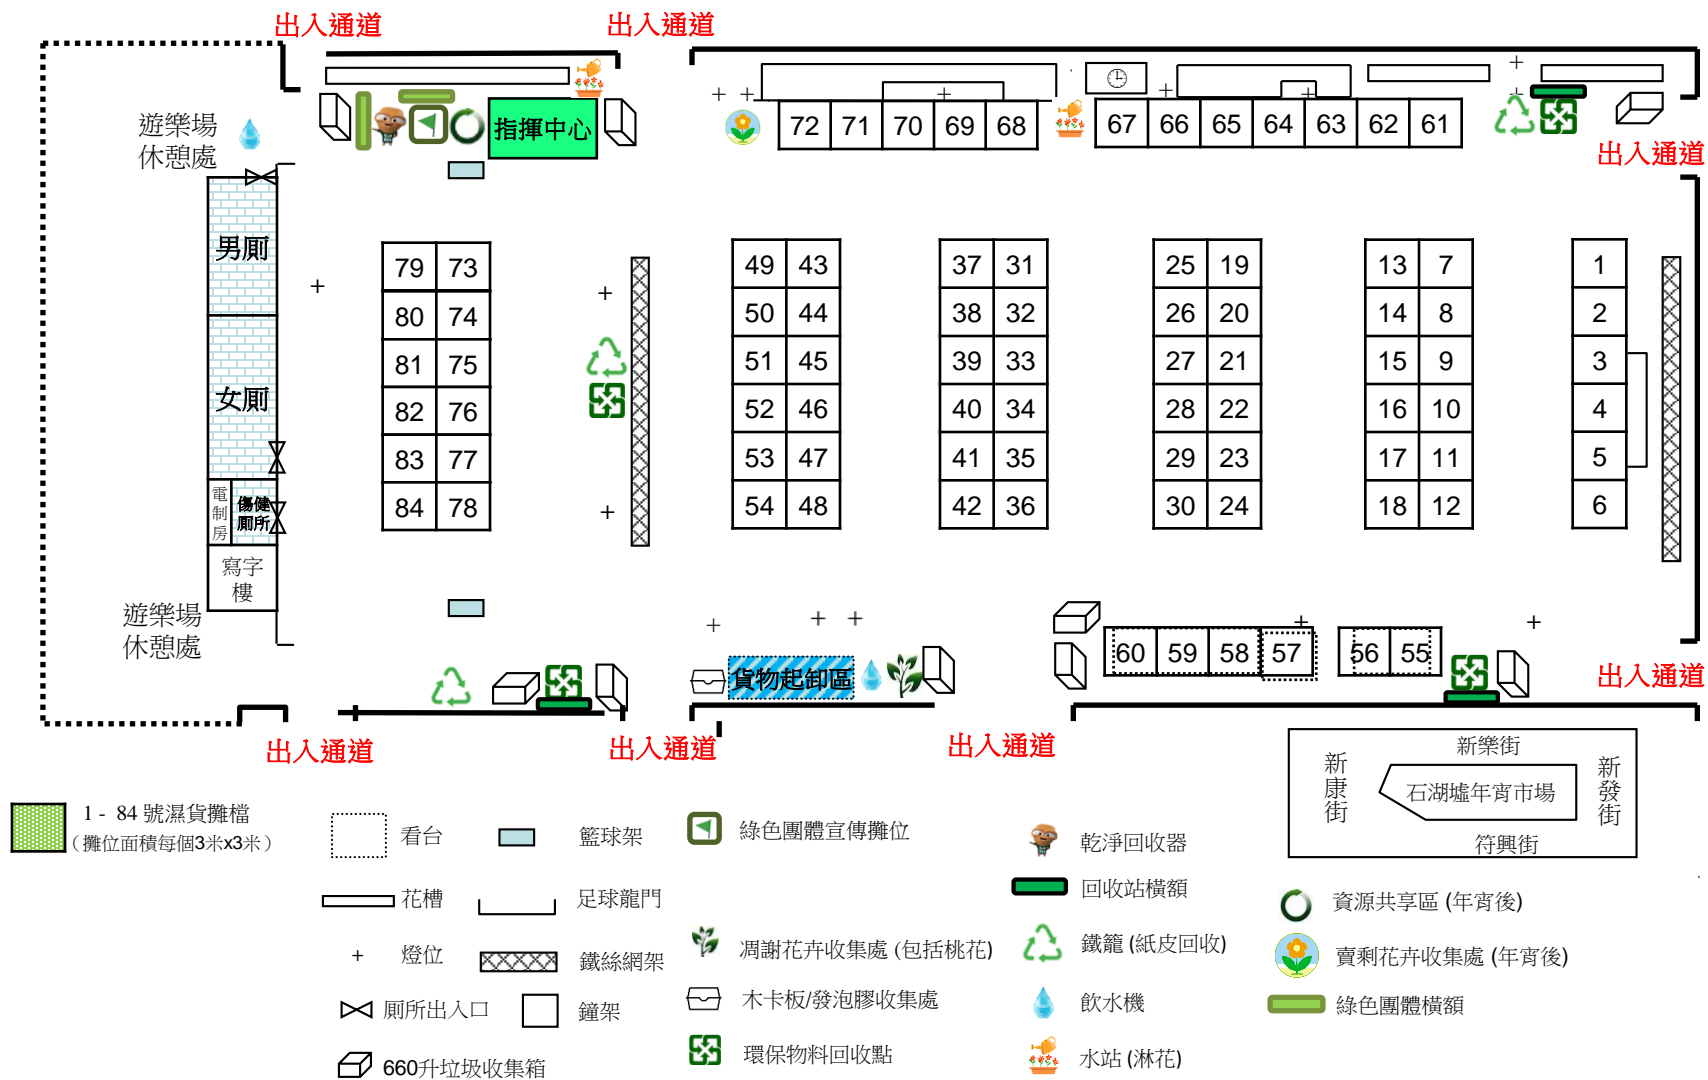 出入通道
出入通道
遊樂場
休憩處
指揮中心
72 71 70 69 68
67 66 65 64 63 62 61
出入通道
男廁
女廁
電制房
傷健
廁所
寫字
樓
遊樂場
休憩處
79 73
80 74
81 75
82 76
83 77
84 78
49 43
50 44
51 45
52 46
53 47
54 48
37 31
38 32
39 33
40 34
41 35
42 36
25 19
26 20
27 21
28 22
29 23
30 24
13 7
14 8
15 9
16 10
17 11
18 12
1
2
3
4
5
6
貨物起卸區
60 59 58 57
56 55
出入通道
出入通道
出入通道
出入通道
新樂街
新康街
石湖墟年宵市場
新發街
符興街
1 - 84 號濕貨攤檔
（攤位面積每個3米x3米）
看台
籃球架
花槽
足球龍門
燈位
鐵絲網架
廁所出入口
鐘架
660升垃圾收集箱
綠色團體宣傳攤位
凋謝花卉收集處 (包括桃花)
木卡板/發泡膠收集處
環保物料回收點
乾淨回收器
回收站橫額
鐵籠 (紙皮回收)
飲水機
水站 (淋花)
資源共享區 (年宵後)
賣剩花卉收集處 (年宵後)
綠色團體橫額